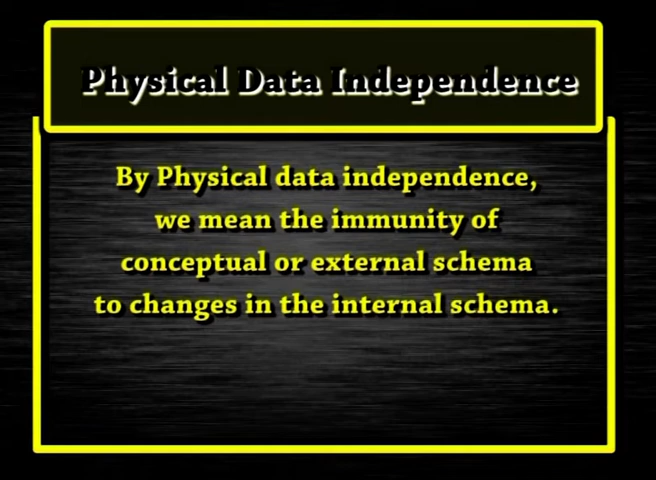 Physical Data Independence
By Physical data independence,
we mean the immunity of
conceptual or external schema
to changes in the internal schema.